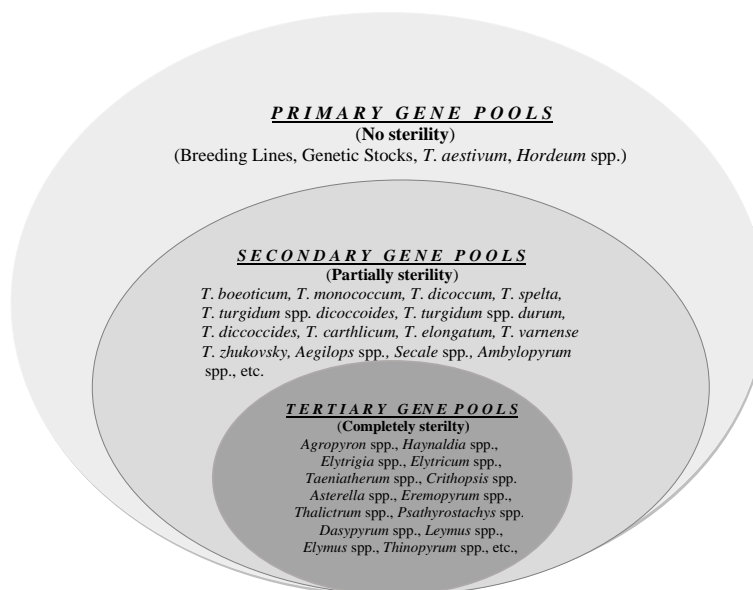 PRIMARY GENE POOLS
(No sterility)
(Breeding Lines, Genetic Stocks, T. aestivum, Hordeum spp.)
SECONDARY GENE POOLS
(Partially sterility)
T. boeoticum, T. monococcum, T. dicoccum, T. spelta,
T. turgidum spp. dicoccoides, T. turgidum spp. durum,
T. diccoccides, T. carthlicum, T. elongatum, T. varnense
T. zhukovsky, Aegilops spp., Secale spp., Ambylopyrum
spp., etc.
TERTIARY GENE POOLS
(Completely sterilty)
Agropyron spp., Haynaldia spp.,
Elytrigia spp., Elytricum spp.,
Taeniatherum spp., Crithopsis spp.
Asterella spp., Eremopyrum spp.,
Thalictrum spp., Psathyrostachys spp.
Dasypyrum spp., Leymus spp.,
Elymus spp., Thinopyrum spp., etc.,